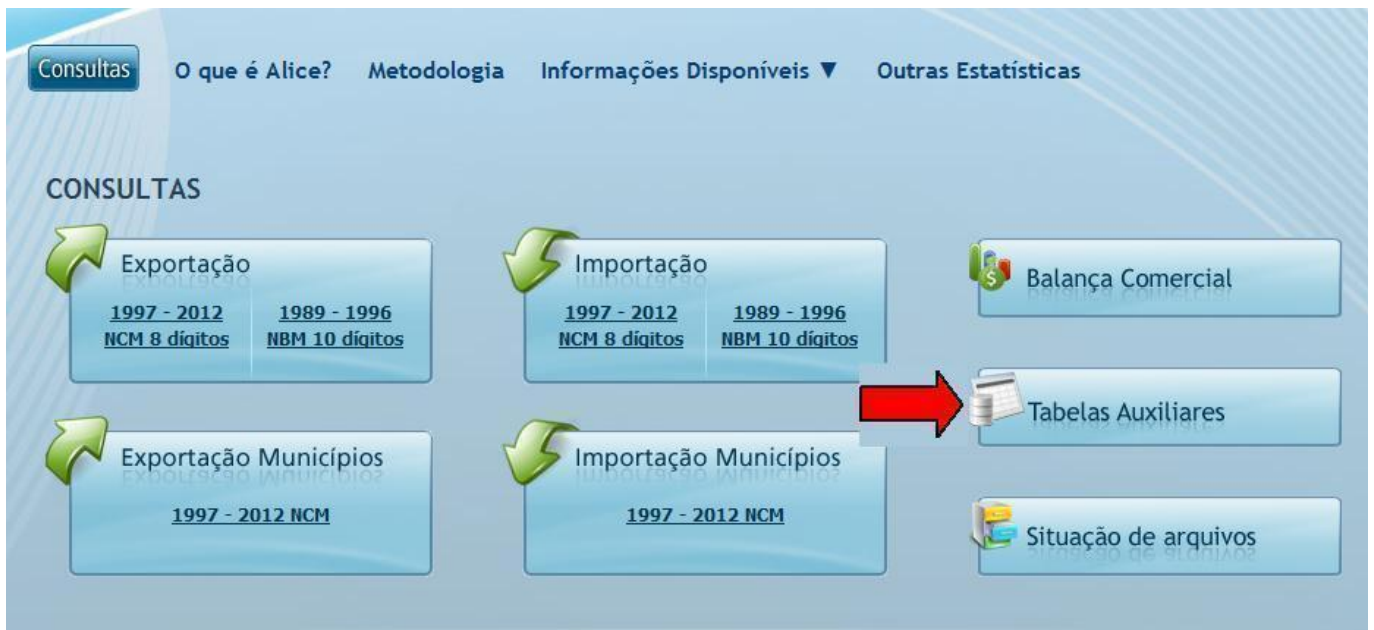 Consultas O que é Alice? Metodologia Informações Disponíveis ▼ Outras Estatísticas
CONSULTAS
Exportação
1997 - 2012 1989 - 1996
NCM 8 dígitos NBM 10 dígitos
Importação
1997 - 2012 1989 - 1996
NCM 8 dígitos NBM 10 dígitos
Balança Comercial
Tabelas Auxiliares
Exportação Municípios
1997 - 2012 NCM
Importação Municípios
1997 - 2012 NCM
Situação de arquivos